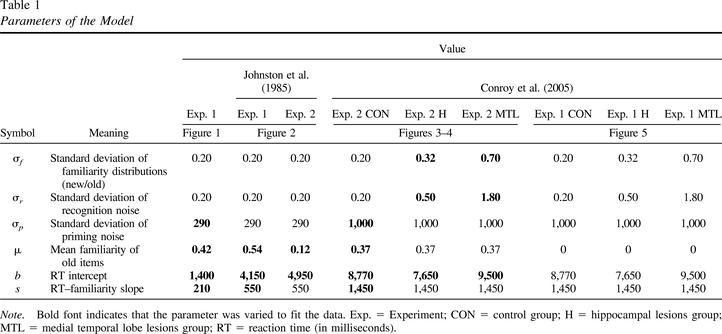 Table 1
Parameters of the Model
Value
Johnston et al.
(1985) Conroy et al. (2005)
Exp. 1 Exp. 1 Exp. 2 Exp. 2 CON Exp. 2 H Exp. 2 MTL Exp. 1 CON Exp. 1 H Exp. 1 MTL
Symbol Meaning Figure 1 Figure 2 Figures 3–4 Figure 5
σf Standard deviation of 0.20 0.20 0.20 0.20 0.32 0.70 0.20 0.32 0.70
familiarity distributions
(new/old)
σr Standard deviation of 0.20 0.20 0.20 0.20 0.50 1.80 0.20 0.50 1.80
recognition noise
σp Standard deviation of 290 290 290 1,000 1,000 1,000 1,000 1,000 1,000
priming noise
μ Mean familiarity of 0.42 0.54 0.12 0.37 0.37 0.37 0 0 0
old items
b RT intercept 1,400 4,150 4,950 8,770 7,650 9,500 8,770 7,650 9,500
s RT–familiarity slope 210 550 550 1,450 1,450 1,450 1,450 1,450 1,450
Note. Bold font indicates that the parameter was varied to fit the data. Exp. = Experiment; CON = control group; H = hippocampal lesions group;
MTL = medial temporal lobe lesions group; RT = reaction time (in milliseconds).